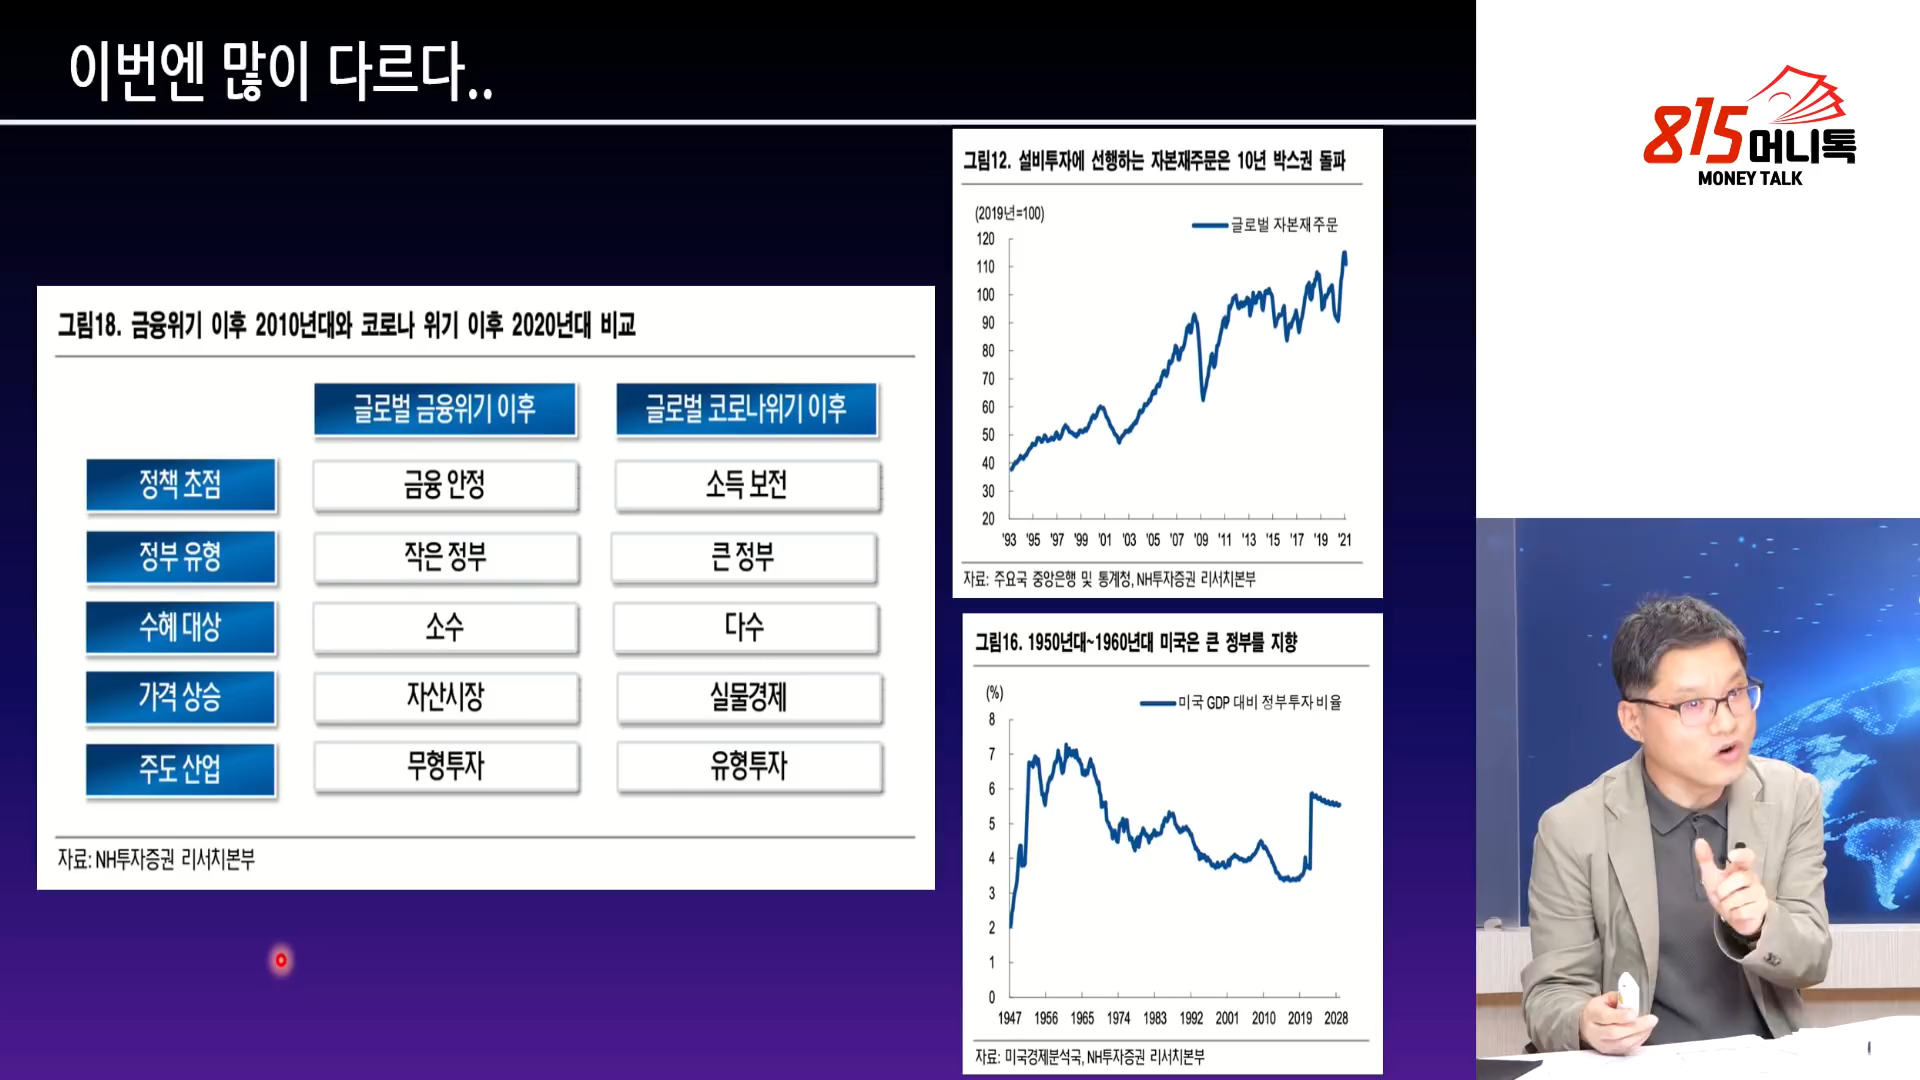 이번엔 많이 다르다..
815머니톡
MONEY TALK
그림18. 금융위기 이후 2010년대와 코로나 위기 이후 2020년대 비교
글로벌 금융위기 이후
글로벌 코로나위기 이후
정책 초점
금융 안정
소득 보전
정부 유형
작은 정부
큰 정부
수혜 대상
소수
다수
가격 상승
자산시장
실물경제
주도 산업
무형투자
유형투자
자료: NH투자증권 리서치본부
그림12. 설비투자에 선행하는 자본재주문은 10년 박스권 돌파
(2019년=100)
글로벌 자본재주문
120
110
100
90
80
70
60
50
40
30
20
'93 '95 '97 '99 '01 '03 '05 '07 '09 '11 '13 '15 '17 '19 '21
자료: 주요국 중앙은행 및 통계청, NH투자증권 리서치본부
그림16. 1950년대~1960년대 미국은 큰 정부를 지향
(%)
미국 GDP 대비 정부투자 비율
8
7
6
5
4
3
2
1
0
1947 1956 1965 1974 1983 1992 2001 2010 2019 2028
자료: 미국경제분석국, NH투자증권 리서치본부